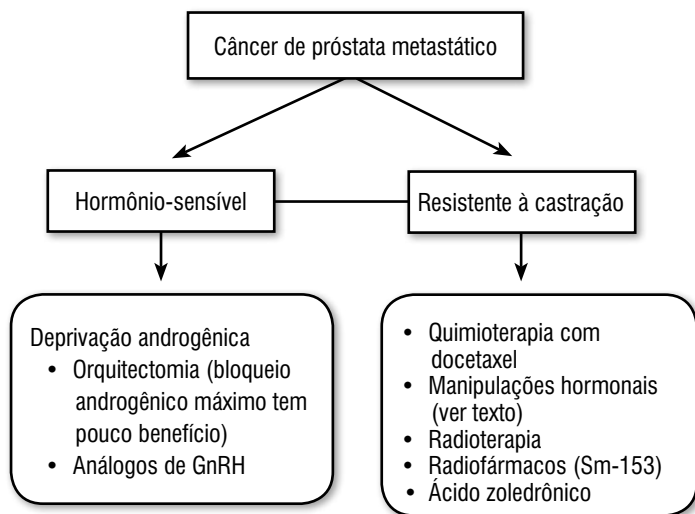 Câncer de próstata metastático
Hormônio-sensível
Resistente à castração
Deprivação androgênica
• Orquitectomia (bloqueio
androgênico máximo tem
pouco benefício)
• Análogos de GnRH
• Quimioterapia com
docetaxel
• Manipulações hormonais
(ver texto)
• Radioterapia
• Radiofármacos (Sm-153)
• Ácido zoledrônico